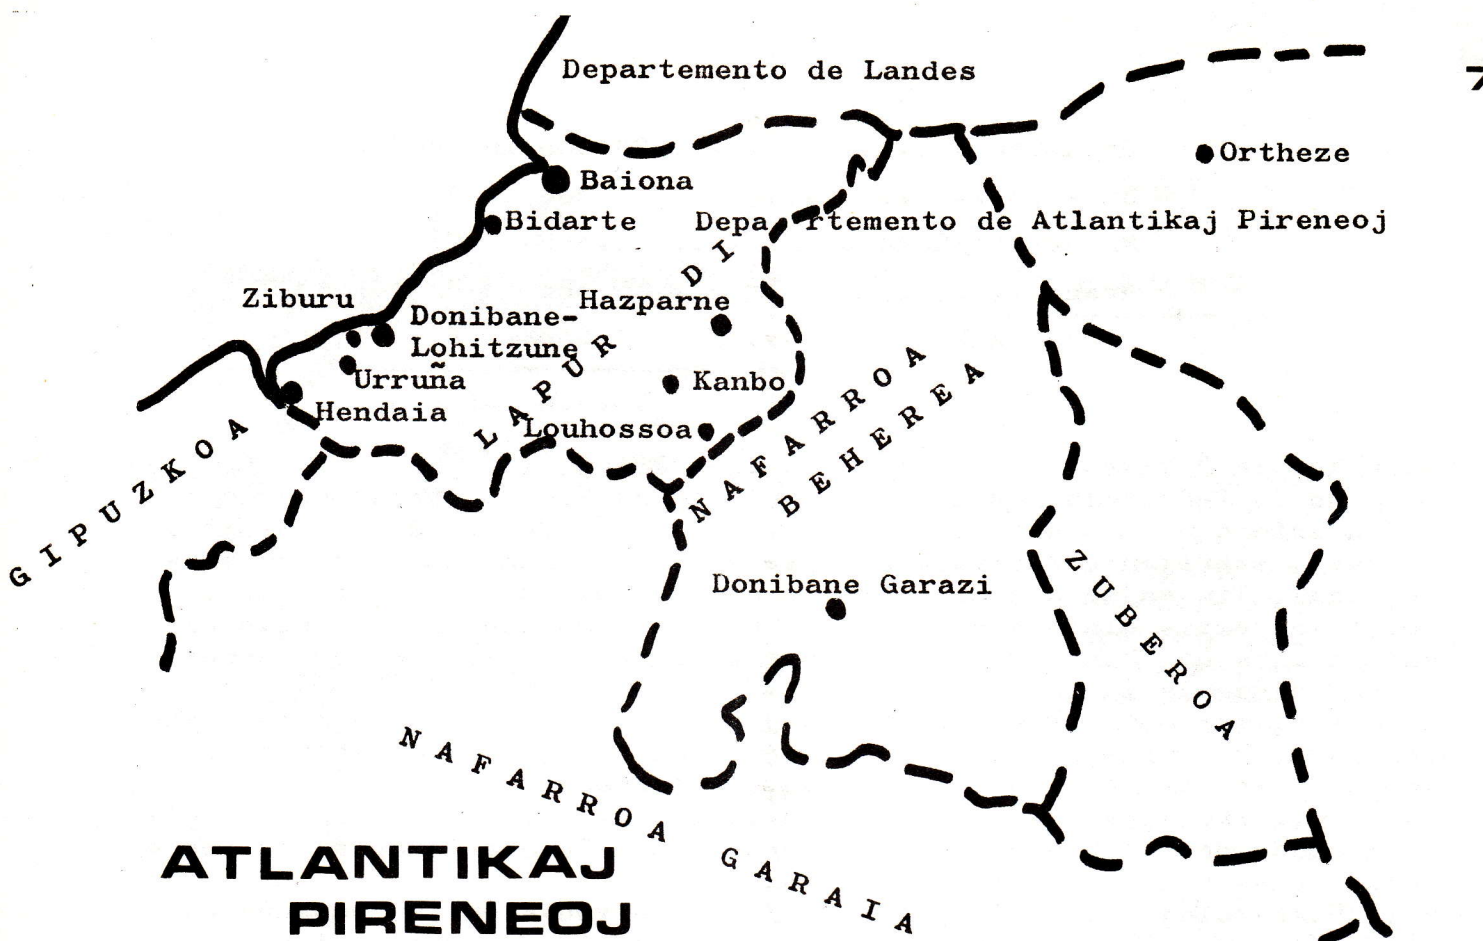 Departemento de Landes
7
Ortheze
Baiona
Bidarte
Departemento de Atlantikaj Pireneoj
Ziburu
Hazparne
Donibane-
Lohitzune
Urruña
Kanbo
Hendaia
Louhossoa
LAPURDI
GIPUZKOA
NAFARROA
BEHEREA
Donibane Garazi
ZUBEROA
NAFARROA GARAIA
ATLANTIKAJ
PIRENEOJ